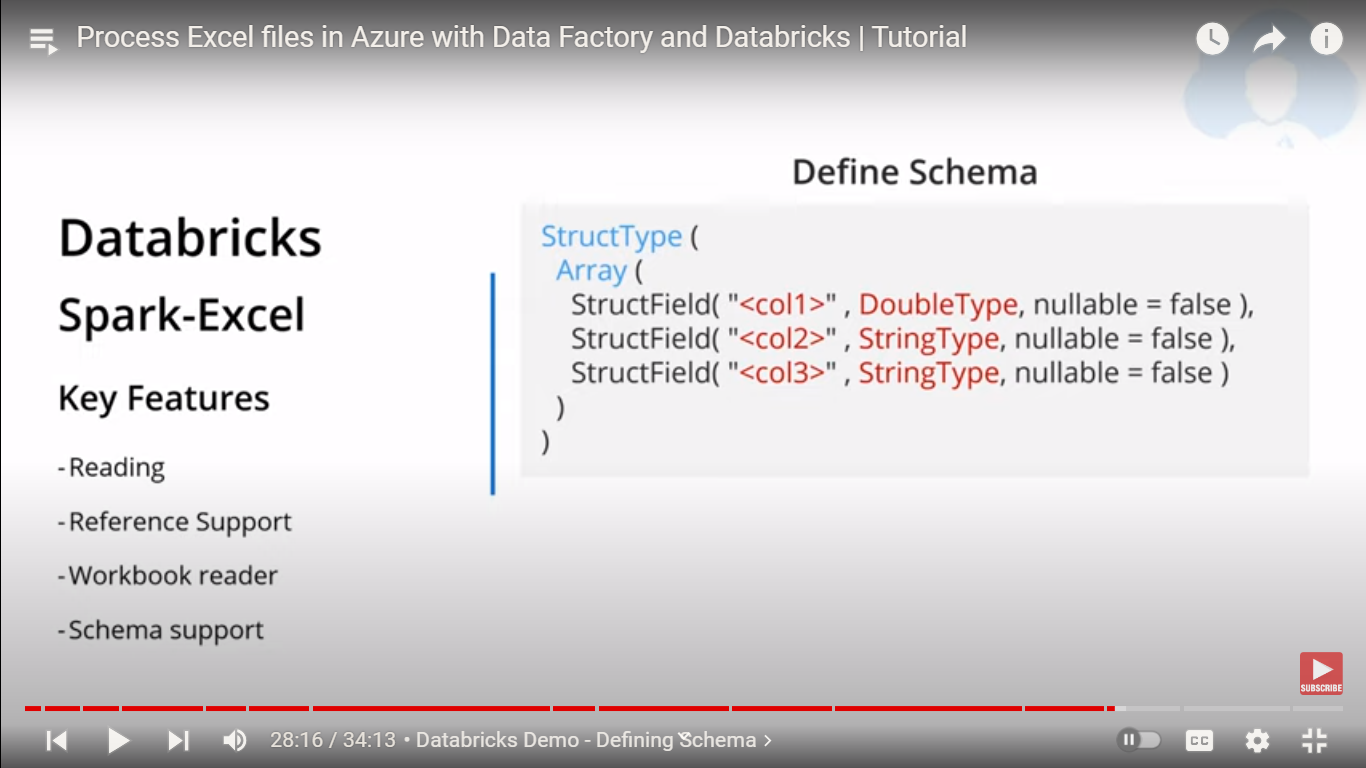 Process Excel files in Azure with Data Factory and Databricks | Tutorial
Databricks
Spark-Excel
Key Features
- Reading
- Reference Support
- Workbook reader
- Schema support
Define Schema
StructType (
Array (
StructField( "<col1>" , DoubleType, nullable = false ),
StructField( "<col2>" , StringType, nullable = false ),
StructField( "<col3>" , StringType, nullable = false )
)
)
SUBSCRIBE
28:16 / 34:13 • Databricks Demo - Defining Schema >
CC